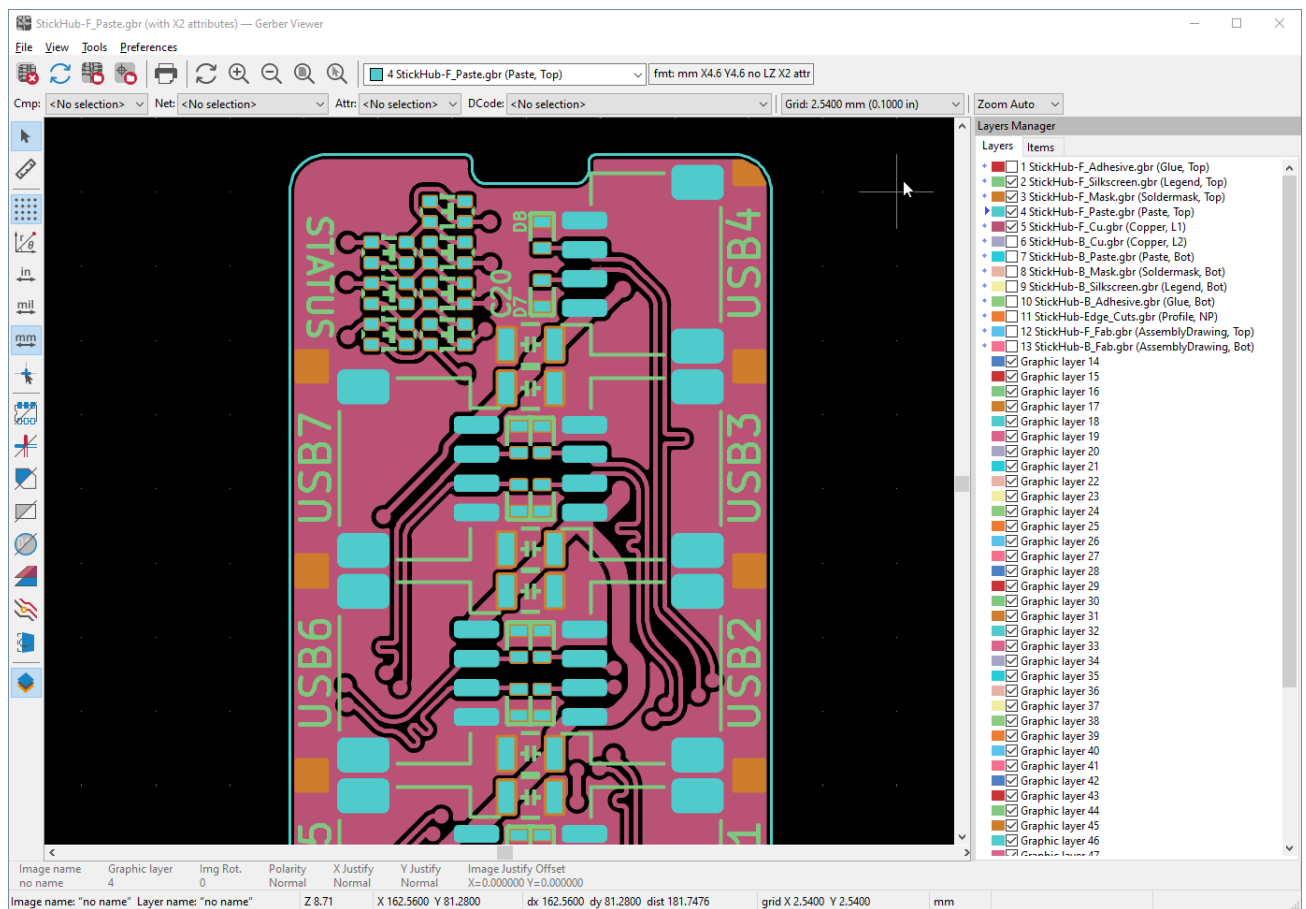 StickHub-F_Paste.gbr (with X2 attributes) — Gerber Viewer
File View Tools Preferences
4 StickHub-F_Paste.gbr (Paste, Top) fmt: mm X4.6 Y4.6 no LZ X2 attr
Cmp: <No selection> Net: <No selection> Attr: <No selection> DCode: <No selection> Grid: 2.5400 mm (0.1000 in) Zoom Auto
r/θ
in
mil
mm
STATUS
D8
C20
D7
USB4
USB7
USB3
USB6
USB2
5
1
Layers Manager
Layers Items
1 StickHub-F_Adhesive.gbr (Glue, Top)
2 StickHub-F_Silkscreen.gbr (Legend, Top)
3 StickHub-F_Mask.gbr (Soldermask, Top)
4 StickHub-F_Paste.gbr (Paste, Top)
5 StickHub-F_Cu.gbr (Copper, L1)
6 StickHub-B_Cu.gbr (Copper, L2)
7 StickHub-B_Paste.gbr (Paste, Bot)
8 StickHub-B_Mask.gbr (Soldermask, Bot)
9 StickHub-B_Silkscreen.gbr (Legend, Bot)
10 StickHub-B_Adhesive.gbr (Glue, Bot)
11 StickHub-Edge_Cuts.gbr (Profile, NP)
12 StickHub-F_Fab.gbr (AssemblyDrawing, Top)
13 StickHub-B_Fab.gbr (AssemblyDrawing, Bot)
Graphic layer 14
Graphic layer 15
Graphic layer 16
Graphic layer 17
Graphic layer 18
Graphic layer 19
Graphic layer 20
Graphic layer 21
Graphic layer 22
Graphic layer 23
Graphic layer 24
Graphic layer 25
Graphic layer 26
Graphic layer 27
Graphic layer 28
Graphic layer 29
Graphic layer 30
Graphic layer 31
Graphic layer 32
Graphic layer 33
Graphic layer 34
Graphic layer 35
Graphic layer 36
Graphic layer 37
Graphic layer 38
Graphic layer 39
Graphic layer 40
Graphic layer 41
Graphic layer 42
Graphic layer 43
Graphic layer 44
Graphic layer 45
Graphic layer 46
Graphic layer 47
Image name Graphic layer Img Rot. Polarity X Justify Y Justify Image Justify Offset
no name 4 0 Normal Normal Normal X=0.000000 Y=0.000000
Image name: "no name" Layer name: "no name" Z 8.71 X 162.5600 Y 81.2800 dx 162.5600 dy 81.2800 dist 181.7476 grid X 2.5400 Y 2.5400 mm